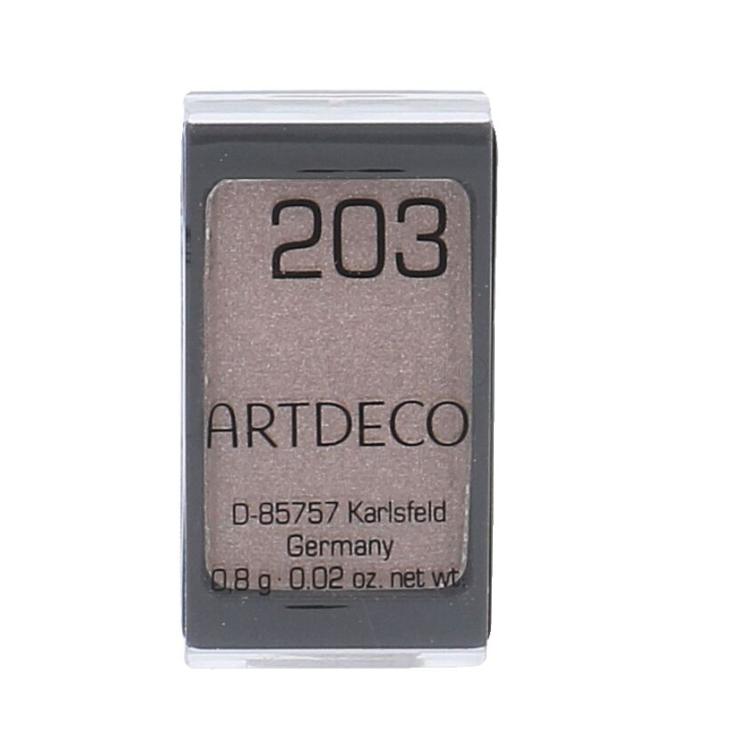 203
ARTDECO
D-85757 Karlsfeld
Germany
0,8 g · 0.02 oz. net wt.